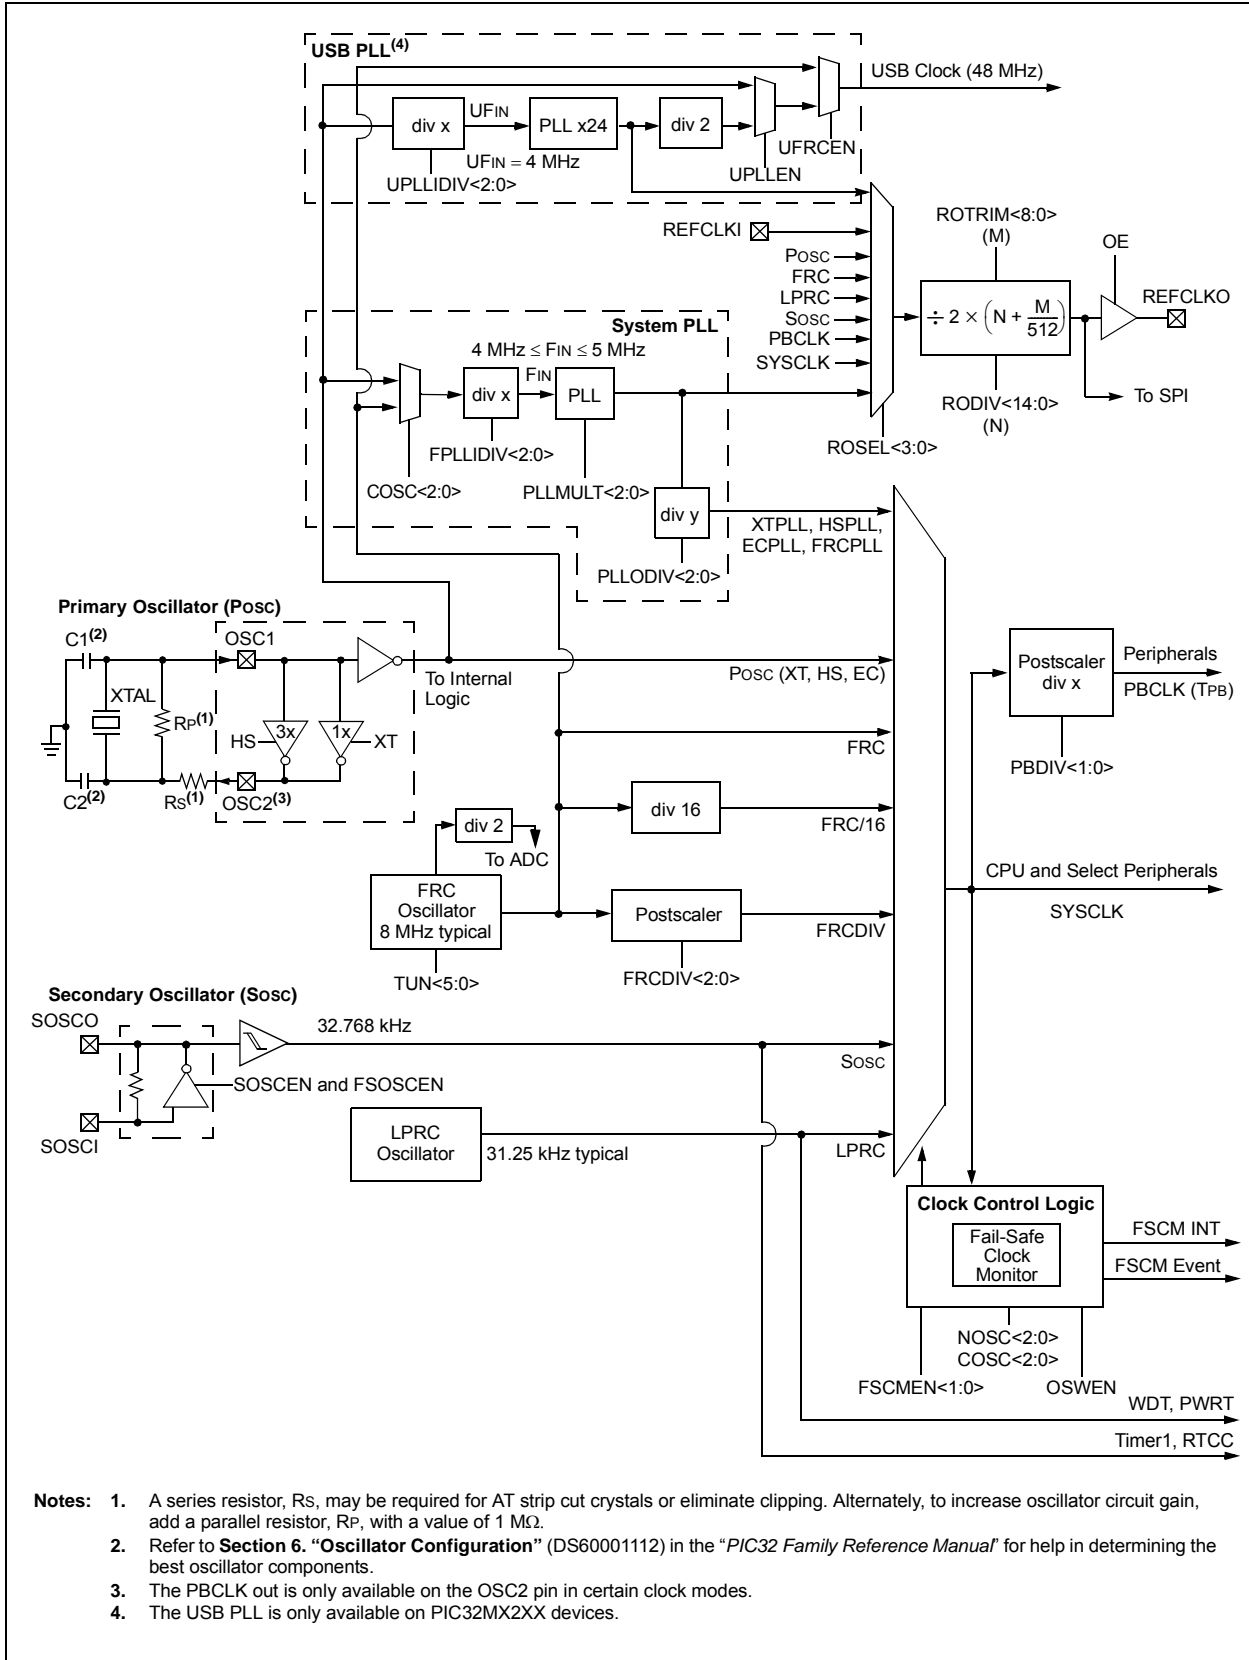 USB PLL(4)
USB Clock (48 MHz)
div x
UFIN
PLL x24
div 2
UFIN = 4 MHz
UFRCEN
UPLLIDIV<2:0>
UPLLEN
REFCLKI
ROTRIM<8:0>
(M)
OE
POSC
FRC
LPRC
SOSC
PBCLK
SYSCLK
÷ 2 × (N + M/512)
REFCLKO
To SPI
RODIV<14:0>
(N)
ROSEL<3:0>
System PLL
4 MHz ≤ FIN ≤ 5 MHz
FIN
div x
PLL
FPLLIDIV<2:0>
COSC<2:0>
PLLMULT<2:0>
div y
XTPLL, HSPLL,
ECPLL, FRCPLL
PLLODIV<2:0>
Primary Oscillator (POSC)
C1(2)
OSC1
XTAL
RP(1)
3x
1x
HS
XT
To Internal
Logic
C2(2)
RS(1)
OSC2(3)
POSC (XT, HS, EC)
Postscaler
div x
Peripherals
PBCLK (TPB)
PBDIV<1:0>
FRC
div 16
FRC/16
div 2
To ADC
FRC
Oscillator
8 MHz typical
TUN<5:0>
Postscaler
FRCDIV
FRCDIV<2:0>
CPU and Select Peripherals
SYSCLK
Secondary Oscillator (SOSC)
SOSCO
32.768 kHz
SOSC
SOSCEN and FSOSCEN
SOSCI
LPRC
Oscillator
31.25 kHz typical
LPRC
Clock Control Logic
Fail-Safe
Clock
Monitor
FSCM INT
FSCM Event
NOSC<2:0>
COSC<2:0>
FSCMEN<1:0>
OSWEN
WDT, PWRT
Timer1, RTCC
Notes: 1. A series resistor, RS, may be required for AT strip cut crystals or eliminate clipping. Alternately, to increase oscillator circuit gain,
add a parallel resistor, RP, with a value of 1 MΩ.
2. Refer to Section 6. “Oscillator Configuration” (DS60001112) in the “PIC32 Family Reference Manual” for help in determining the
best oscillator components.
3. The PBCLK out is only available on the OSC2 pin in certain clock modes.
4. The USB PLL is only available on PIC32MX2XX devices.